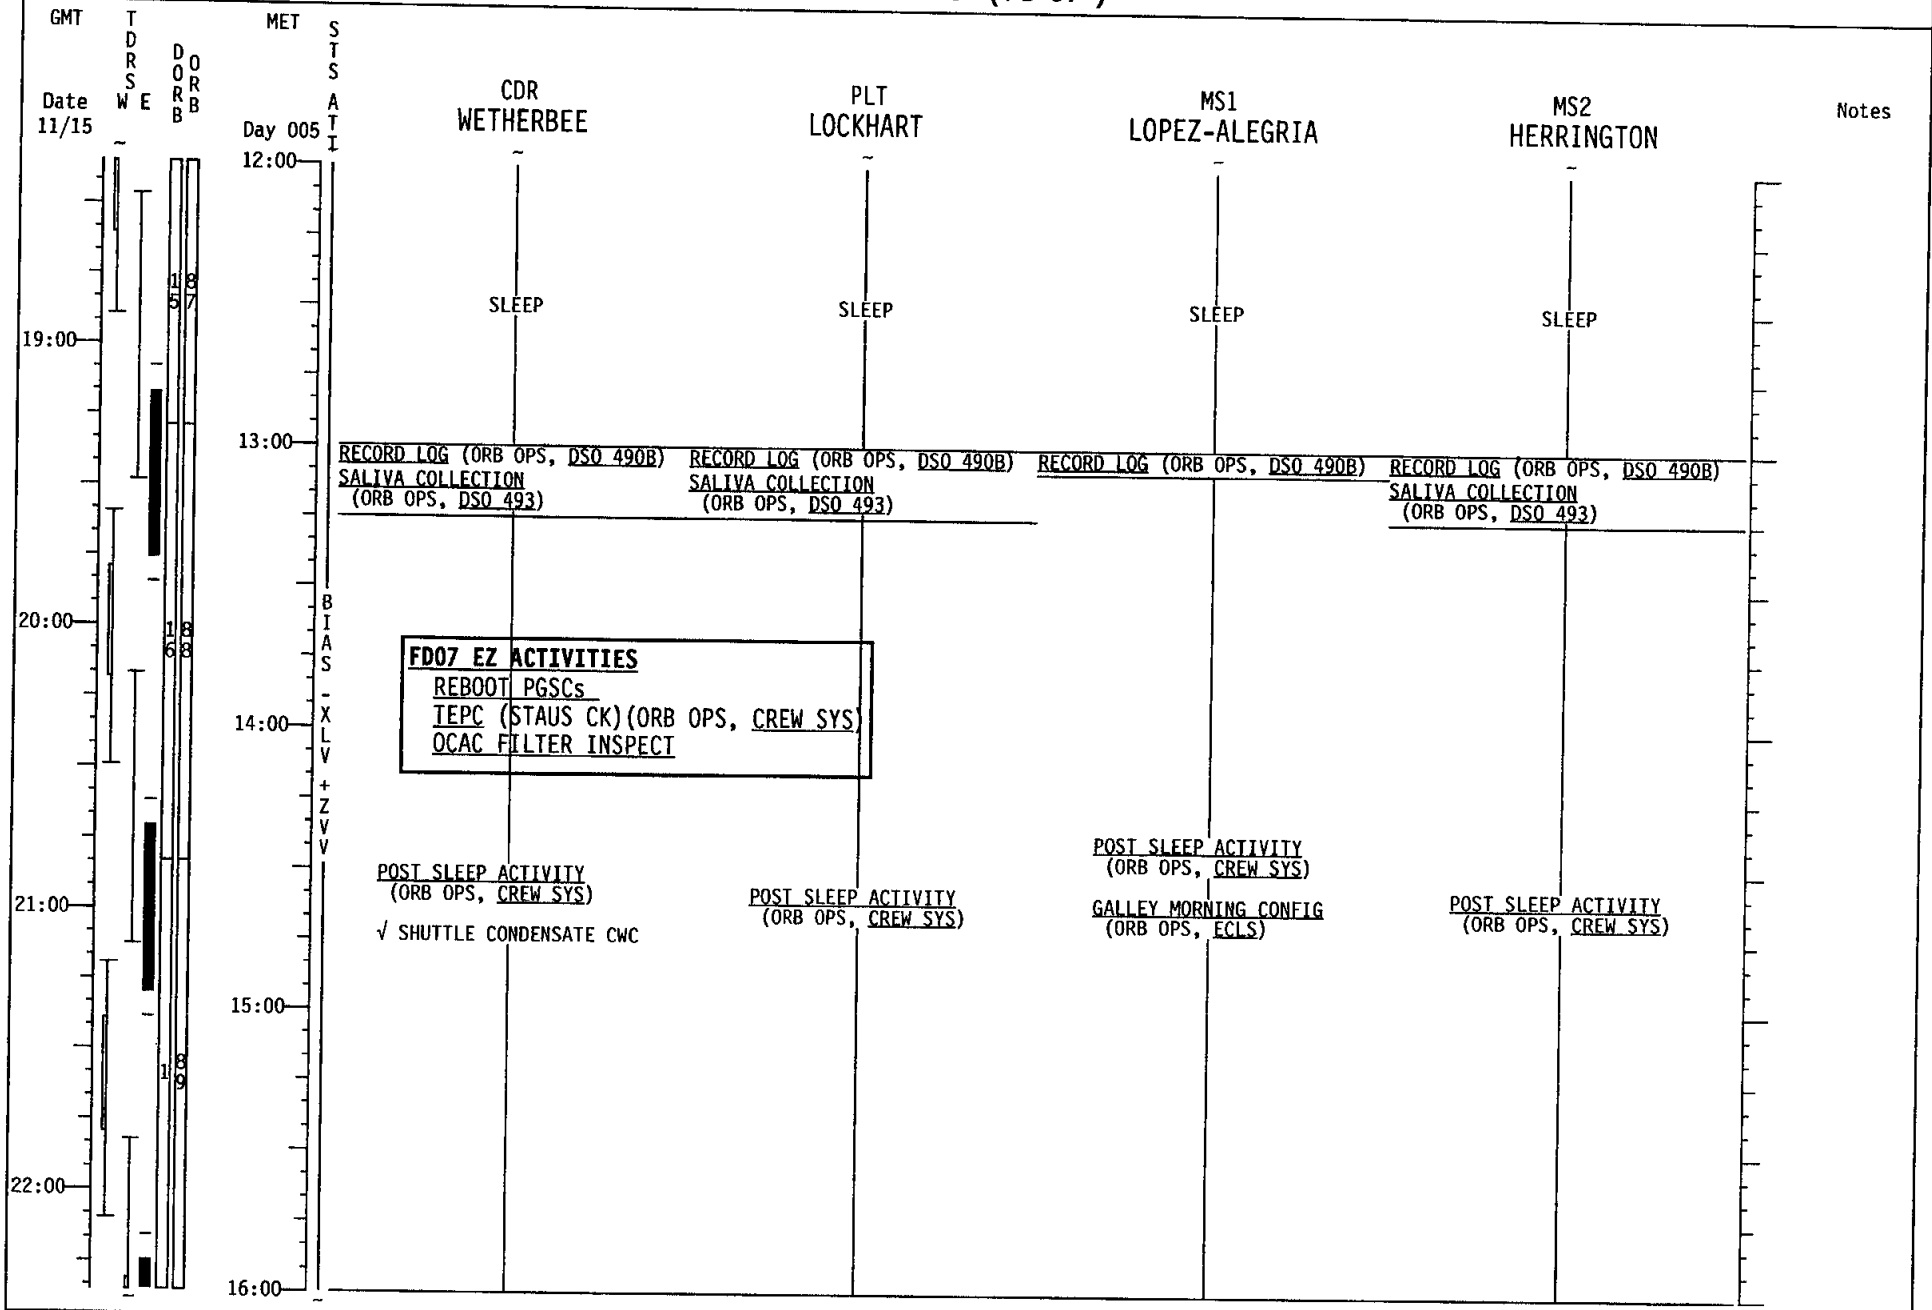 GMT
TDRS
W E
DORB
ORB
MET
STS ATT
Date
11/15
Day 005
CDR
WETHERBEE
PLT
LOCKHART
MS1
LOPEZ-ALEGRIA
MS2
HERRINGTON
Notes
12:00
15
87
SLEEP
SLEEP
SLEEP
SLEEP
19:00
13:00
RECORD LOG (ORB OPS, DSO 490B)
SALIVA COLLECTION
(ORB OPS, DSO 493)
RECORD LOG (ORB OPS, DSO 490B)
SALIVA COLLECTION
(ORB OPS, DSO 493)
RECORD LOG (ORB OPS, DSO 490B)
RECORD LOG (ORB OPS, DSO 490B)
SALIVA COLLECTION
(ORB OPS, DSO 493)
20:00
16
88
BIAS -XLV +ZVV
FD07 EZ ACTIVITIES
REBOOT PGSCs
TEPC (STAUS CK)(ORB OPS, CREW SYS)
OCAC FILTER INSPECT
14:00
POST SLEEP ACTIVITY
(ORB OPS, CREW SYS)
√ SHUTTLE CONDENSATE CWC
POST SLEEP ACTIVITY
(ORB OPS, CREW SYS)
POST SLEEP ACTIVITY
(ORB OPS, CREW SYS)
GALLEY MORNING CONFIG
(ORB OPS, ECLS)
POST SLEEP ACTIVITY
(ORB OPS, CREW SYS)
21:00
15:00
1
89
22:00
16:00